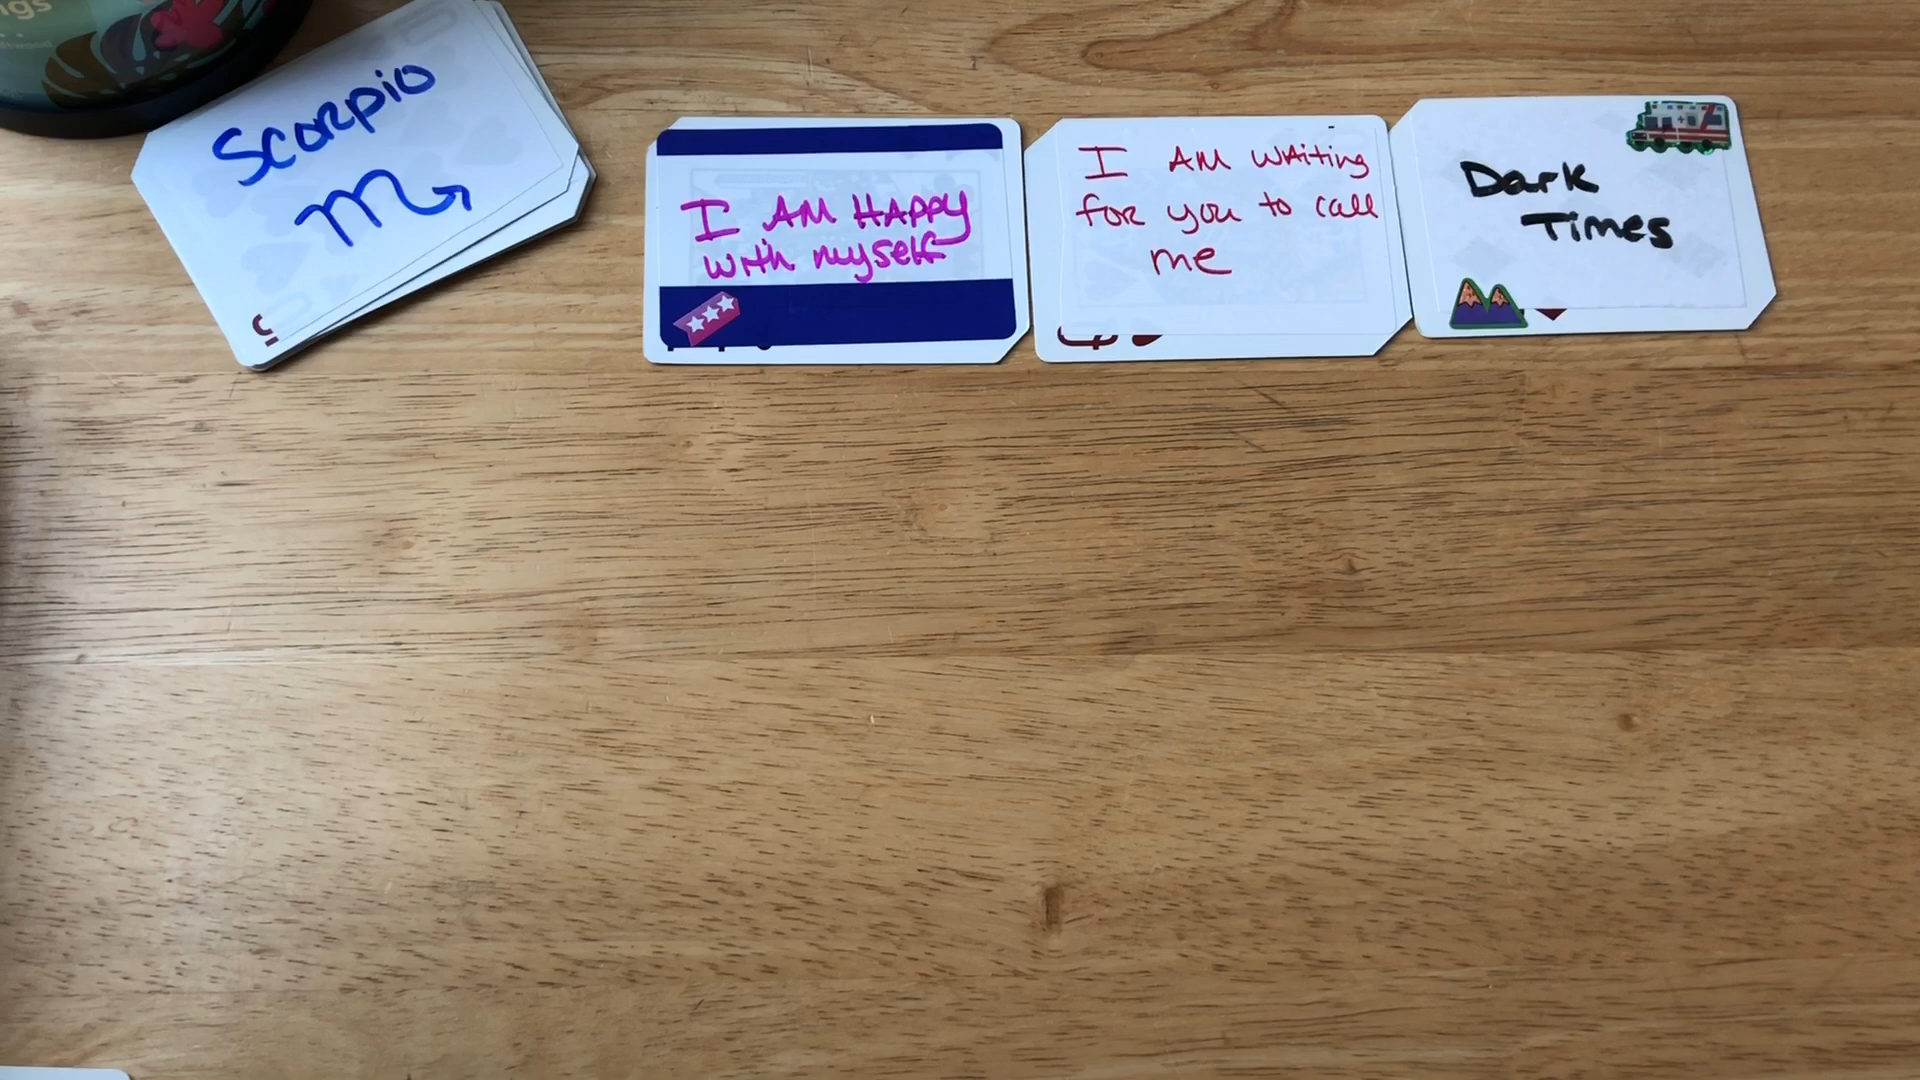 Scorpio
♏
I AM HAPPY
with myself
I AM WAiting
for you to call
me
Dark
Times